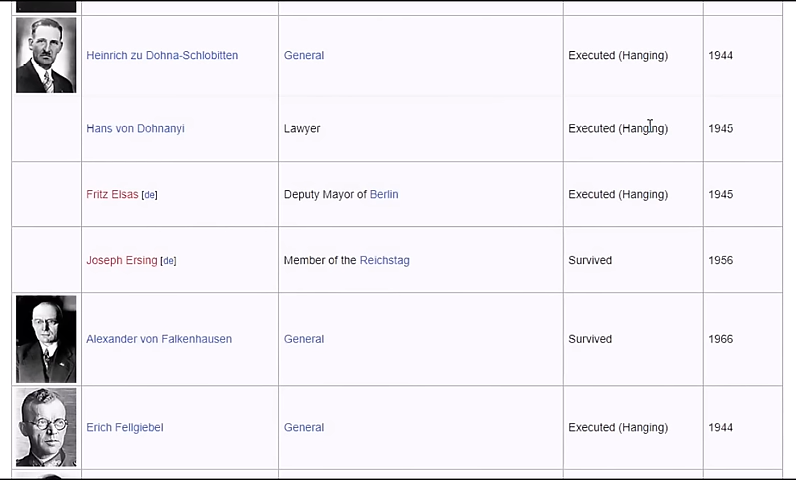 Heinrich zu Dohna-Schlobitten General Executed (Hanging) 1944
Hans von Dohnanyi Lawyer Executed (Hanging) 1945
Fritz Elsas [de] Deputy Mayor of Berlin Executed (Hanging) 1945
Joseph Ersing [de] Member of the Reichstag Survived 1956
Alexander von Falkenhausen General Survived 1966
Erich Fellgiebel General Executed (Hanging) 1944